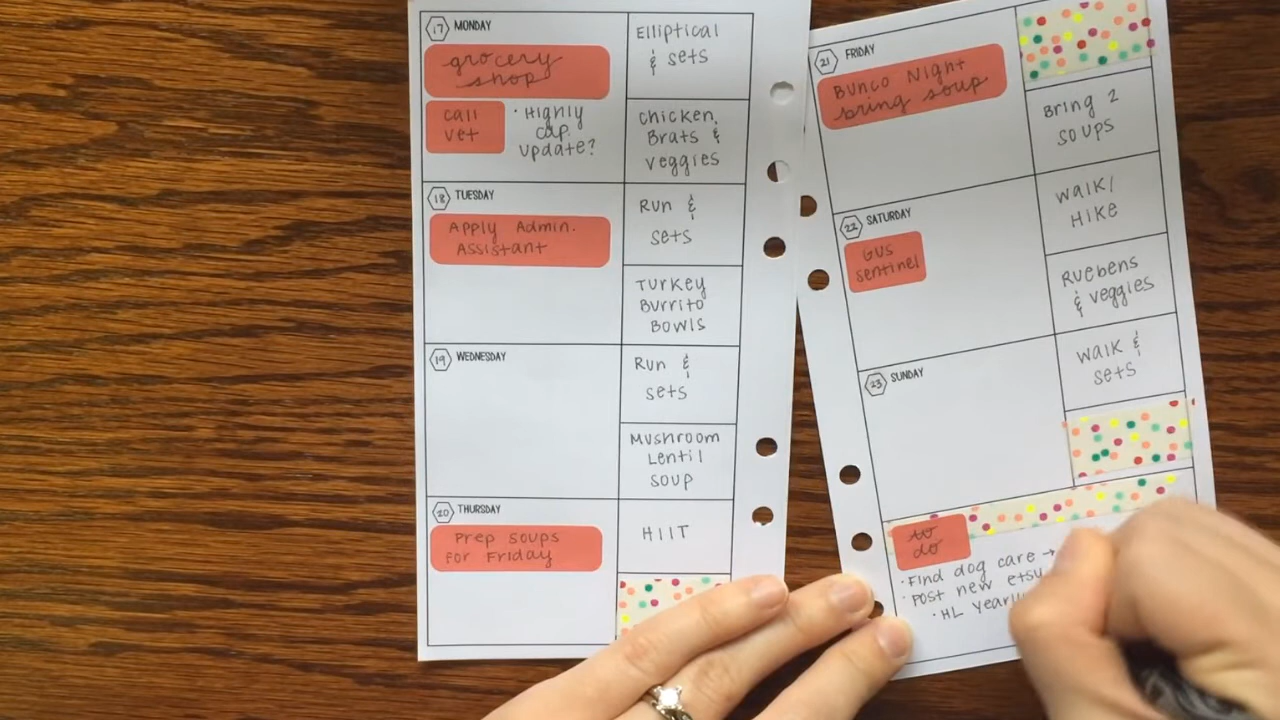 17 MONDAY
grocery
shop
call
vet
• Highly
cap.
update?
Elliptical
& sets
Chicken,
Brats &
veggies
18 TUESDAY
Apply Admin.
Assistant
Run &
sets
Turkey
Burrito
Bowls
19 WEDNESDAY
Run &
sets
Mushroom
Lentil
soup
20 THURSDAY
Prep soups
for Friday
HIIT
21 FRIDAY
Bunco Night
bring soup
Bring 2
soups
22 SATURDAY
Gus
sentinel
Walk/
Hike
Ruebens
& veggies
23 SUNDAY
Walk &
sets
to
do
• Find dog care →
• Post new etsy
• HL